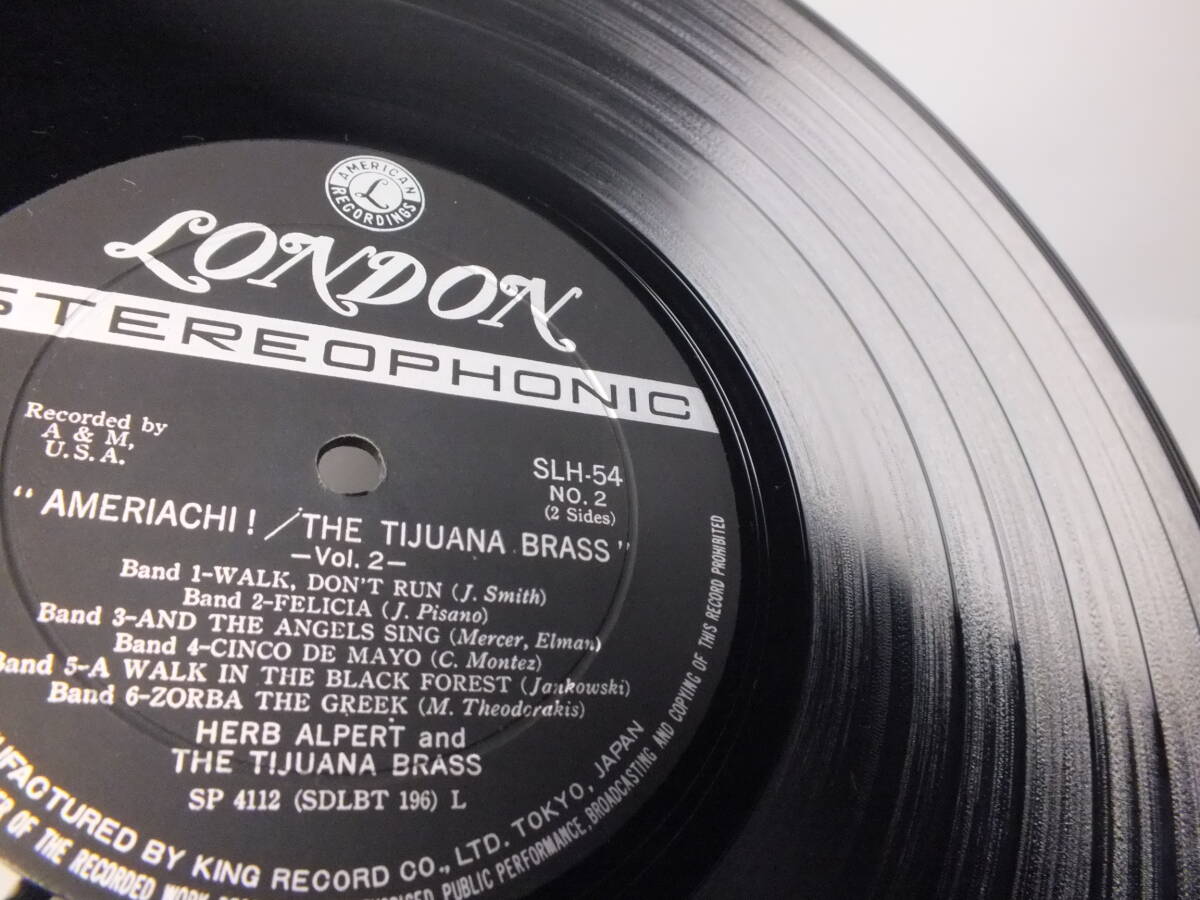 AMERICAN
L
RECORDINGS
LONDON
STEREOPHONIC
Recorded by
A & M,
U.S.A.
SLH-54
NO. 2
(2 Sides)
"AMERIACHI! / THE TIJUANA BRASS"
—Vol. 2—
Band 1-WALK, DON'T RUN (J. Smith)
Band 2-FELICIA (J. Pisano)
Band 3-AND THE ANGELS SING (Mercer, Elman)
Band 4-CINCO DE MAYO (C. Montez)
Band 5-A WALK IN THE BLACK FOREST (Jankowski)
Band 6-ZORBA THE GREEK (M. Theodorakis)
HERB ALPERT and
THE TIJUANA BRASS
SP 4112 (SDLBT 196) L
UFACTURED BY KING RECORD CO., LTD. TOKYO, JAPAN
OF THE RECORDED WORK PUBLIC PERFORMANCE, BROADCASTING AND COPYING OF THIS RECORD PROHIBITED